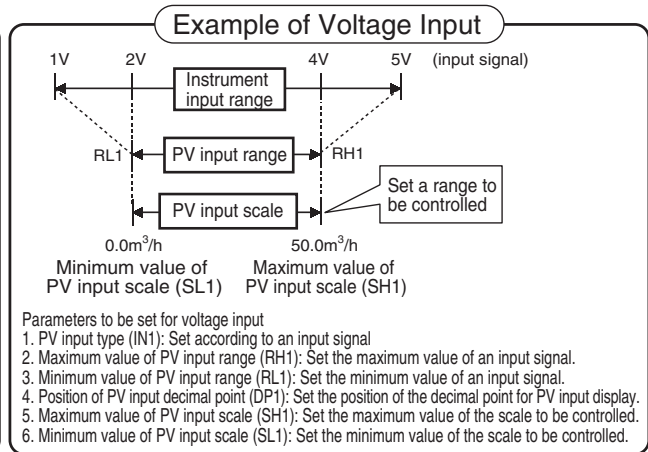 Example of Voltage Input
1V 2V 4V 5V (input signal)
Instrument
input range
RL1 PV input range RH1
Set a range to
be controlled
PV input scale
0.0m³/h 50.0m³/h
Minimum value of Maximum value of
PV input scale (SL1) PV input scale (SH1)
Parameters to be set for voltage input
1. PV input type (IN1): Set according to an input signal
2. Maximum value of PV input range (RH1): Set the maximum value of an input signal.
3. Minimum value of PV input range (RL1): Set the minimum value of an input signal.
4. Position of PV input decimal point (DP1): Set the position of the decimal point for PV input display.
5. Maximum value of PV input scale (SH1): Set the maximum value of the scale to be controlled.
6. Minimum value of PV input scale (SL1): Set the minimum value of the scale to be controlled.